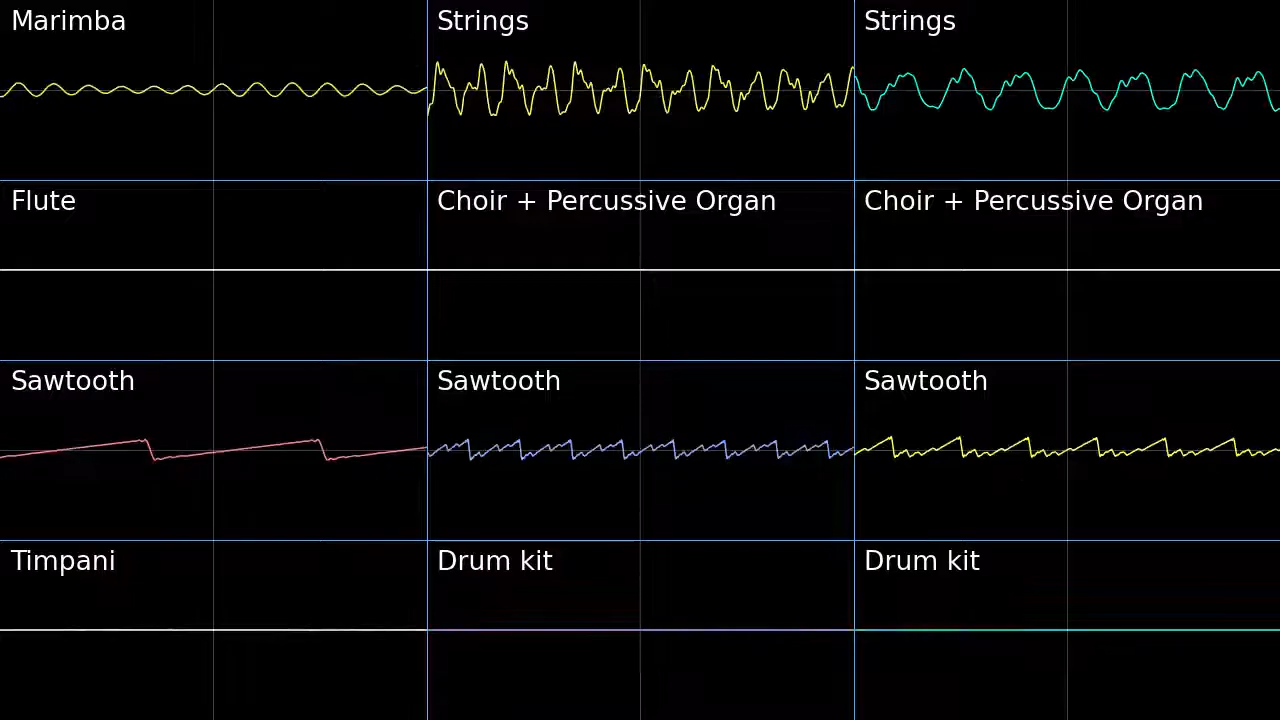 Marimba
Strings
Strings
Flute
Choir + Percussive Organ
Choir + Percussive Organ
Sawtooth
Sawtooth
Sawtooth
Timpani
Drum kit
Drum kit